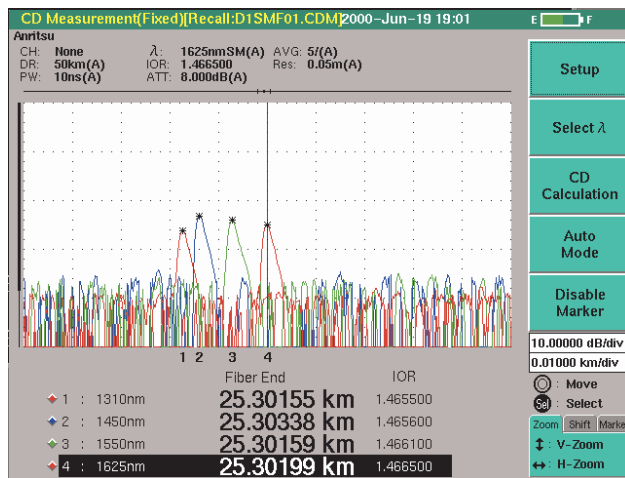 CD Measurement(Fixed)[Recall:D1SMF01.CDM]2000-Jun-19 19:01 E F
Anritsu
CH: None λ: 1625nmSM(A) AVG: 5/(A)
DR: 50km(A) IOR: 1.466500 Res: 0.05m(A)
PW: 10ns(A) ATT: 8.000dB(A)
Setup
Select λ
CD
Calculation
Auto
Mode
Disable
Marker
1 2 3 4
10.00000 dB/div
0.01000 km/div
: Move
Sel : Select
Zoom Shift Marke
: V-Zoom
: H-Zoom
Fiber End IOR
1 : 1310nm 25.30155 km 1.465500
2 : 1450nm 25.30338 km 1.465600
3 : 1550nm 25.30159 km 1.466100
4 : 1625nm 25.30199 km 1.466500